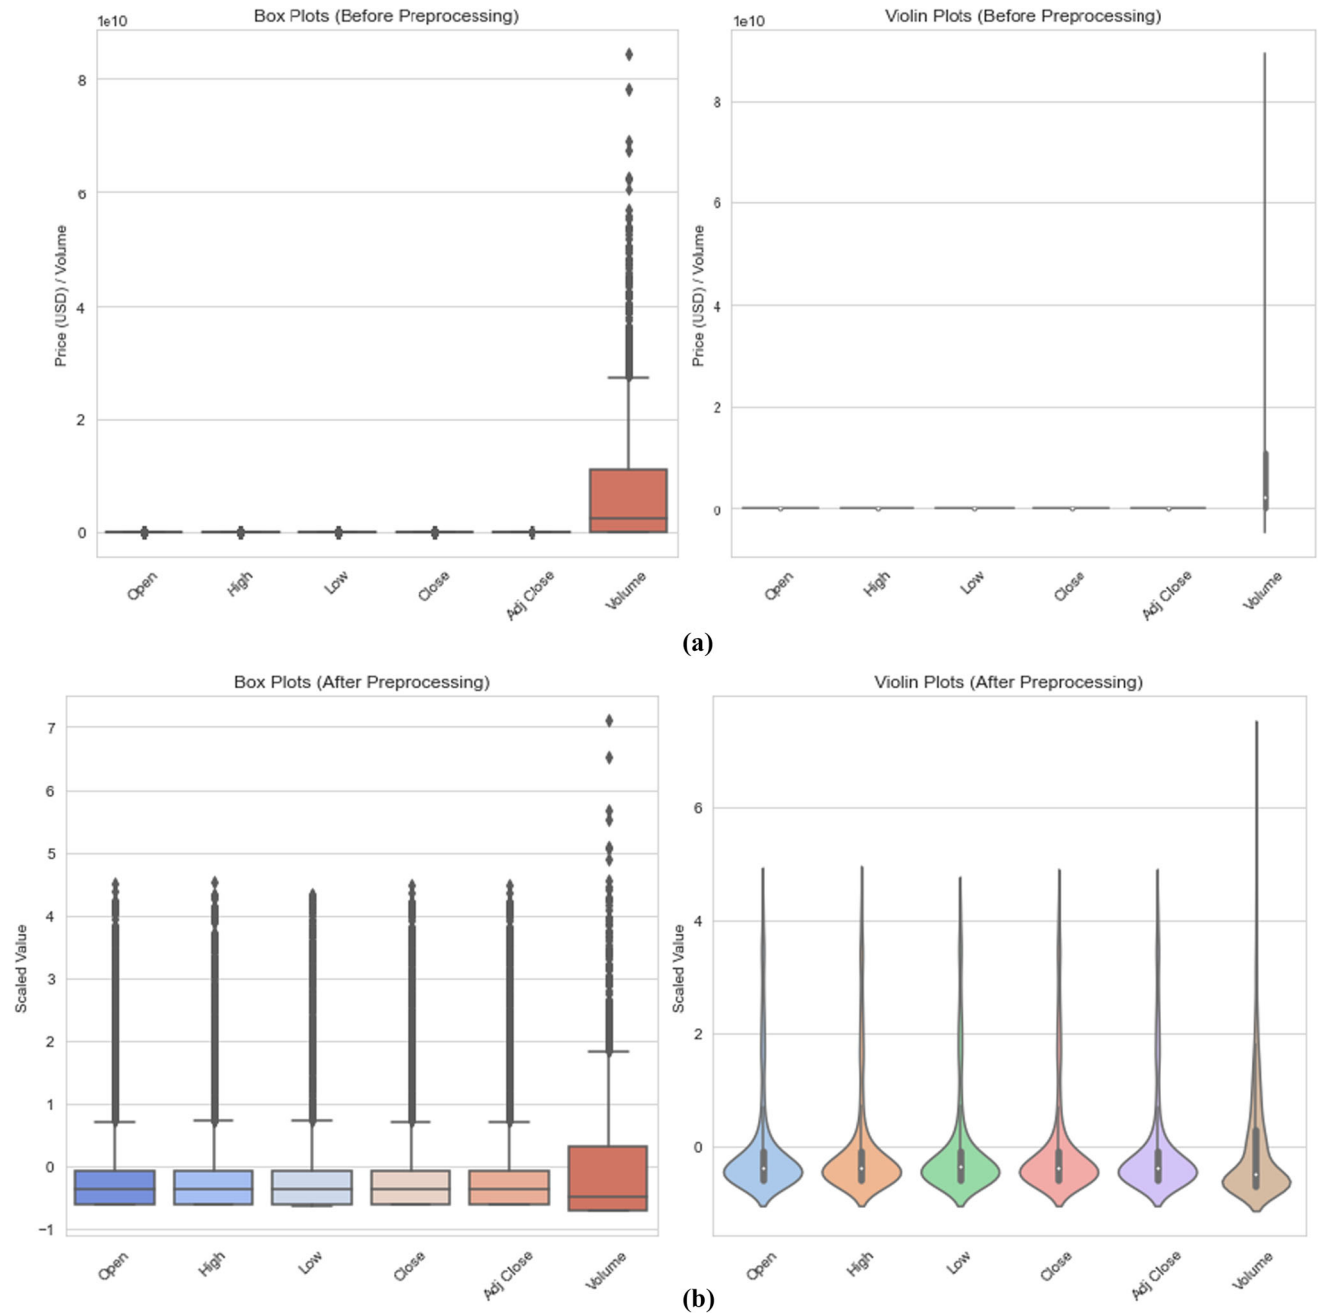 Box Plots (Before Preprocessing)
1e10
8
6
4
2
0
Price (USD) / Volume
Open High Low Close Adj Close Volume
Violin Plots (Before Preprocessing)
1e10
8
6
4
2
0
Price (USD) / Volume
Open High Low Close Adj Close Volume
(a)
Box Plots (After Preprocessing)
7
6
5
4
3
2
1
0
−1
Scaled Value
Open High Low Close Adj Close Volume
Violin Plots (After Preprocessing)
6
4
2
0
Scaled Value
Open High Low Close Adj Close Volume
(b)